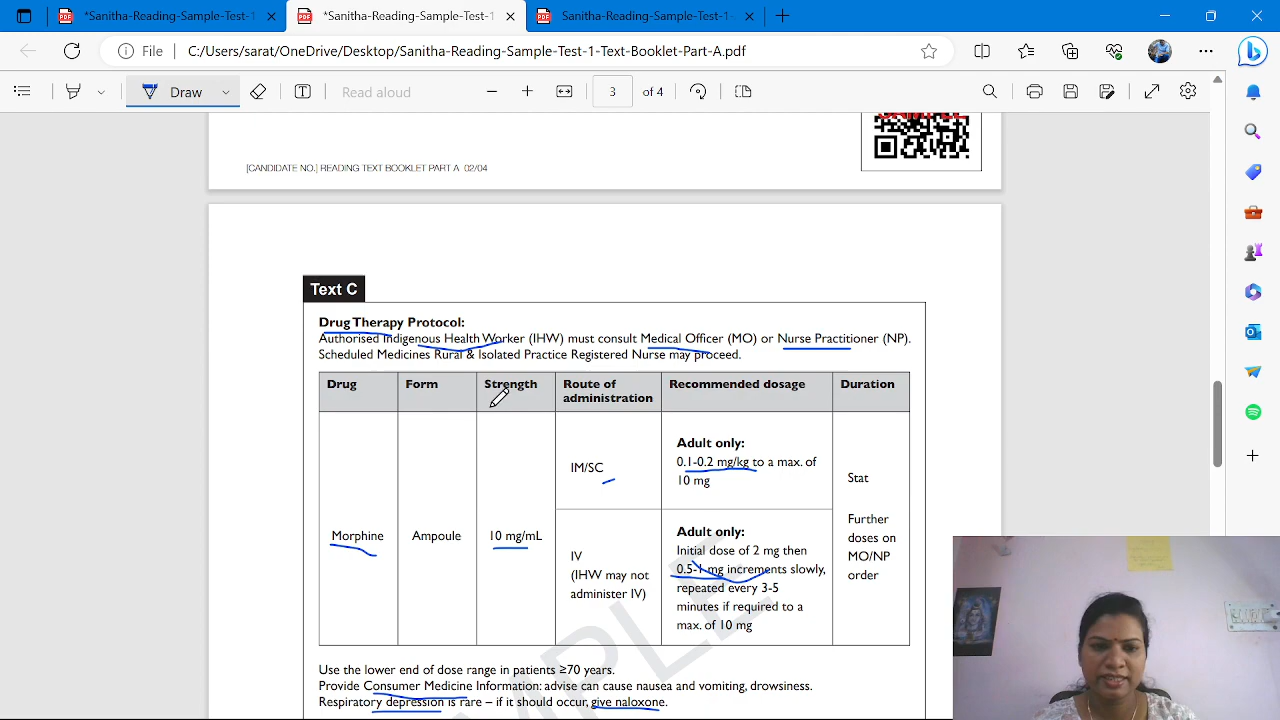 *Sanitha-Reading-Sample-Test-1
*Sanitha-Reading-Sample-Test-1
Sanitha-Reading-Sample-Test-1-
File
C:/Users/sarat/OneDrive/Desktop/Sanitha-Reading-Sample-Test-1-Text-Booklet-Part-A.pdf
Draw
Read aloud
3
of 4
SAMPLE
[CANDIDATE NO.] READING TEXT BOOKLET PART A 02/04
Text C
Drug Therapy Protocol:
Authorised Indigenous Health Worker (IHW) must consult Medical Officer (MO) or Nurse Practitioner (NP).
Scheduled Medicines Rural & Isolated Practice Registered Nurse may proceed.
Drug
Form
Strength
Route of
administration
Recommended dosage
Duration
Morphine
Ampoule
10 mg/mL
IM/SC
Adult only:
0.1-0.2 mg/kg to a max. of
10 mg
IV
(IHW may not
administer IV)
Adult only:
Initial dose of 2 mg then
0.5-1 mg increments slowly,
repeated every 3-5
minutes if required to a
max. of 10 mg
Stat
Further
doses on
MO/NP
order
Use the lower end of dose range in patients ≥70 years.
Provide Consumer Medicine Information: advise can cause nausea and vomiting, drowsiness.
Respiratory depression is rare – if it should occur, give naloxone.
SAMPLE